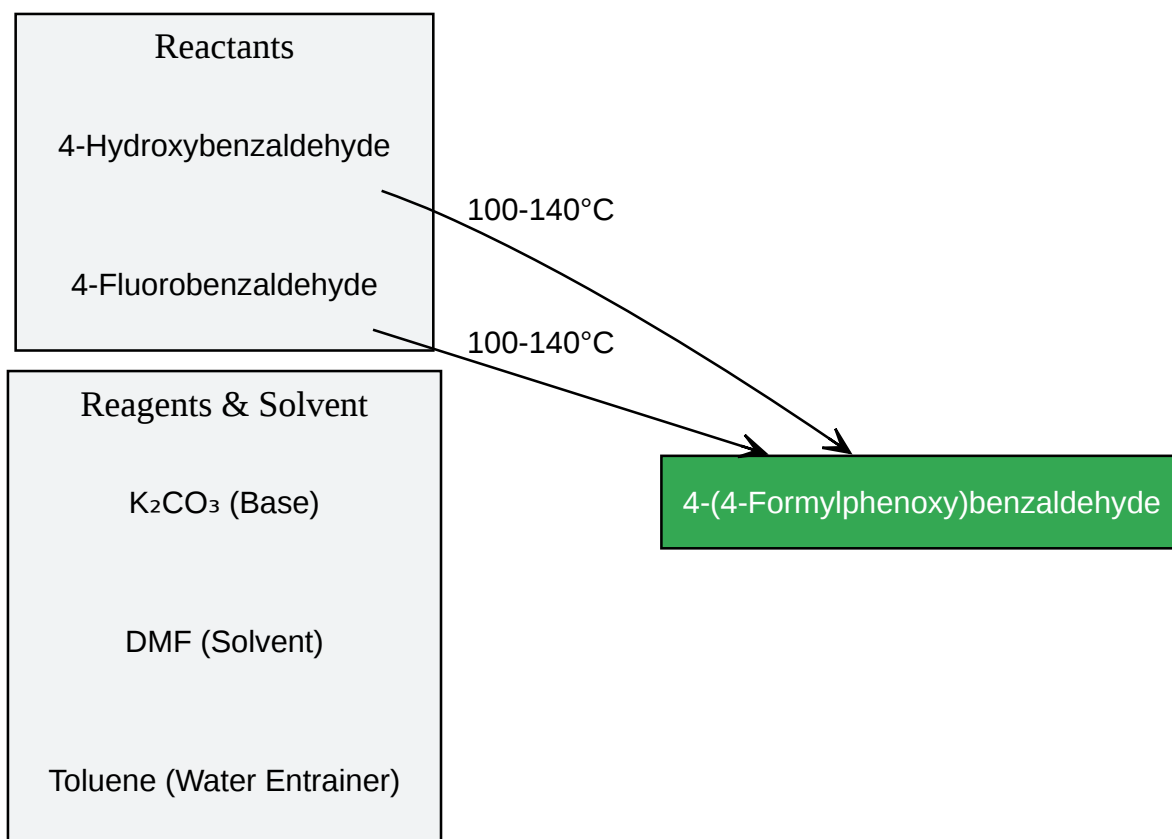 Reactants
4-Hydroxybenzaldehyde
100-140°C
4-Fluorobenzaldehyde
100-140°C
Reagents & Solvent
K₂CO₃ (Base)
4-(4-Formylphenoxy)benzaldehyde
DMF (Solvent)
Toluene (Water Entrainer)